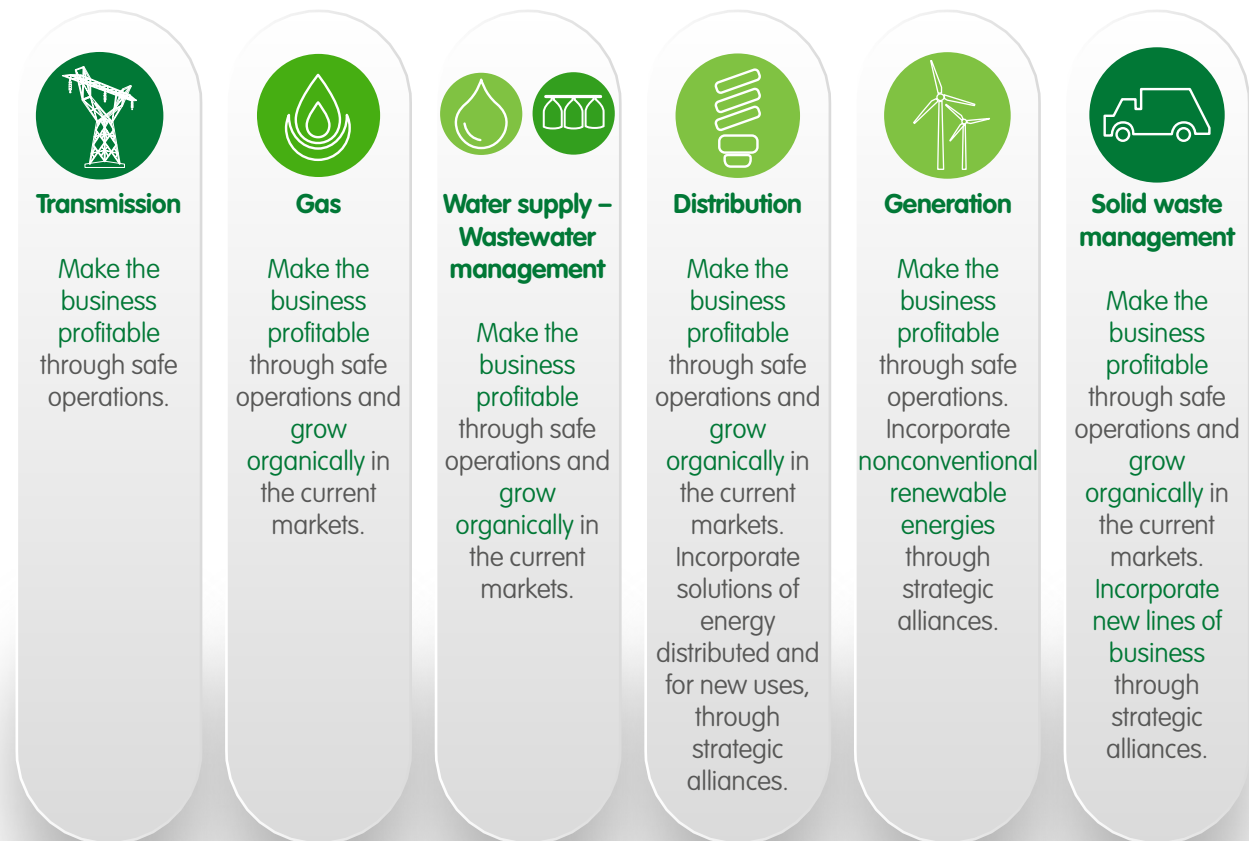 Transmission
Make the
business
profitable
through safe
operations.
Gas
Make the
business
profitable
through safe
operations and
grow
organically in
the current
markets.
Water supply –
Wastewater
management
Make the
business
profitable
through safe
operations and
grow
organically in
the current
markets.
Distribution
Make the
business
profitable
through safe
operations and
grow
organically in
the current
markets.
Incorporate
solutions of
energy
distributed and
for new uses,
through
strategic
alliances.
Generation
Make the
business
profitable
through safe
operations.
Incorporate
nonconventional
renewable
energies
through
strategic
alliances.
Solid waste
management
Make the
business
profitable
through safe
operations and
grow
organically in
the current
markets.
Incorporate
new lines of
business
through
strategic
alliances.